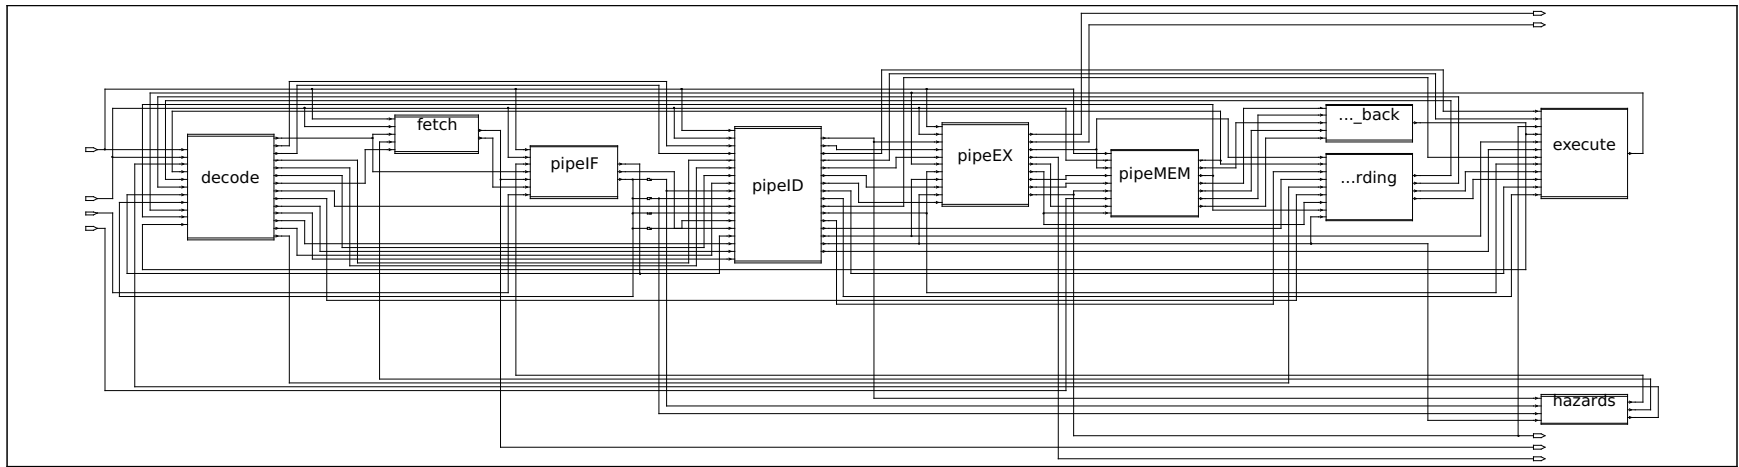 decode
fetch
pipeIF
pipeID
pipeEX
pipeMEM
..._back
...rding
execute
hazards